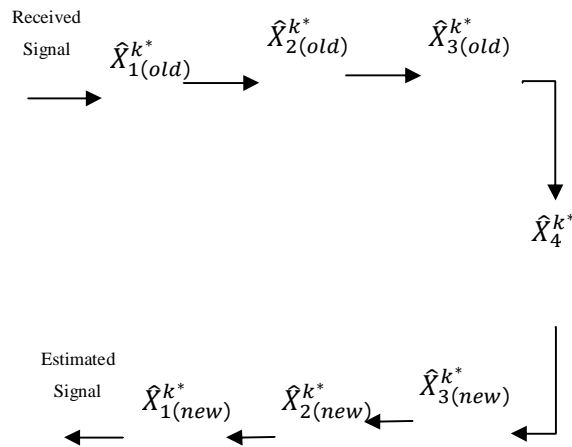 Received
Signal
X̂₁₍ₒₗ𝒹₎ᵏ*
X̂₂₍ₒₗ𝒹₎ᵏ*
X̂₃₍ₒₗ𝒹₎ᵏ*
X̂₄ᵏ*
Estimated
Signal
X̂₁₍ₙₑw₎ᵏ*
X̂₂₍ₙₑw₎ᵏ*
X̂₃₍ₙₑw₎ᵏ*